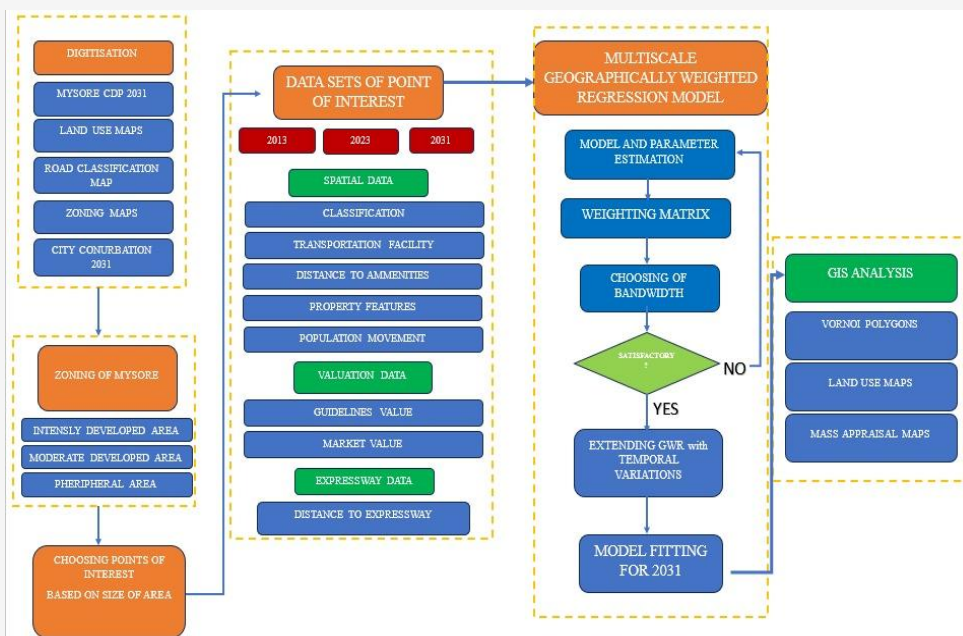 DIGITISATION
MYSORE CDP 2031
LAND USE MAPS
ROAD CLASSIFICATION
MAP
ZONING MAPS
CITY CONURBATION
2031
ZONING OF MYSORE
INTENSLY DEVELOPED AREA
MODERATE DEVELOPED AREA
PHERIPHERAL AREA
CHOOSING POINTS OF
INTEREST
BASED ON SIZE OF AREA
DATA SETS OF POINT
OF INTEREST
2013
2023
2031
SPATIAL DATA
CLASSIFICATION
TRANSPORTATION FACILITY
DISTANCE TO AMMENITIES
PROPERTY FEATURES
POPULATION MOVEMENT
VALUATION DATA
GUIDELINES VALUE
MARKET VALUE
EXPRESSWAY DATA
DISTANCE TO EXPRESSWAY
MULTISCALE
GEOGRAPHICALLY WEIGHTED
REGRESSION MODEL
MODEL AND PARAMETER
ESTIMATION
WEIGHTING MATRIX
CHOOSING OF
BANDWIDTH
SATISFACTORY
?
NO
YES
EXTENDING GWR with
TEMPORAL
VARIATIONS
MODEL FITTING
FOR 2031
GIS ANALYSIS
VORNOI POLYGONS
LAND USE MAPS
MASS APPRAISAL MAPS